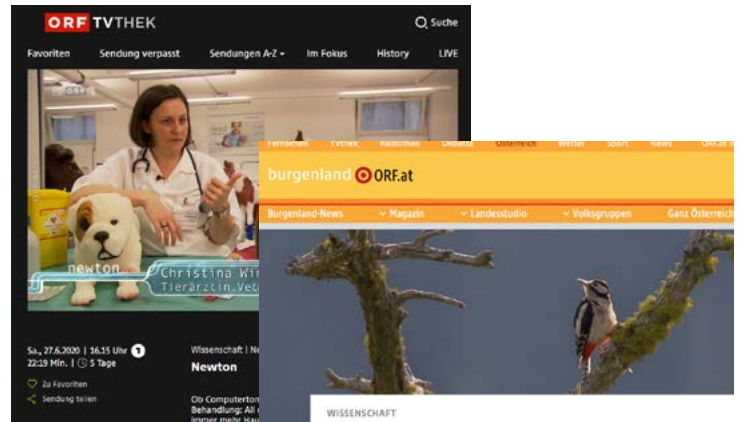 ORF TVTHEK
Suche
Favoriten Sendung verpasst Sendungen A-Z Im Fokus History LIVE
newton
Christina
Tierärztin, Vet
Sa., 27.6.2020 | 16.15 Uhr 1
22:19 Min. | 5 Tage
Zu Favoriten
Sendung teilen
Wissenschaft | Ne
Newton
Ob Computerton
Behandlung: All
immer mehr Hau
Fernsehen TVthek Radiothek Debatte Österreich Wetter Sport News ORF.at
burgenland ORF.at
Burgenland-News Magazin Landesstudio Volksgruppen Ganz Österreich
WISSENSCHAFT